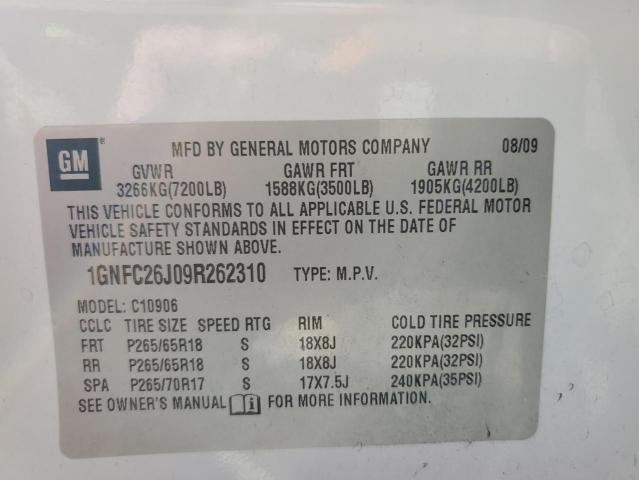 GM ®
MFD BY GENERAL MOTORS COMPANY 08/09
GVWR GAWR FRT GAWR RR
3266KG(7200LB) 1588KG(3500LB) 1905KG(4200LB)
THIS VEHICLE CONFORMS TO ALL APPLICABLE U.S. FEDERAL MOTOR
VEHICLE SAFETY STANDARDS IN EFFECT ON THE DATE OF
MANUFACTURE SHOWN ABOVE.
1GNFC26J09R262310 TYPE: M.P.V.
MODEL: C10906
CCLC TIRE SIZE SPEED RTG RIM COLD TIRE PRESSURE
FRT P265/65R18 S 18X8J 220KPA(32PSI)
RR P265/65R18 S 18X8J 220KPA(32PSI)
SPA P265/70R17 S 17X7.5J 240KPA(35PSI)
SEE OWNER'S MANUAL i FOR MORE INFORMATION.